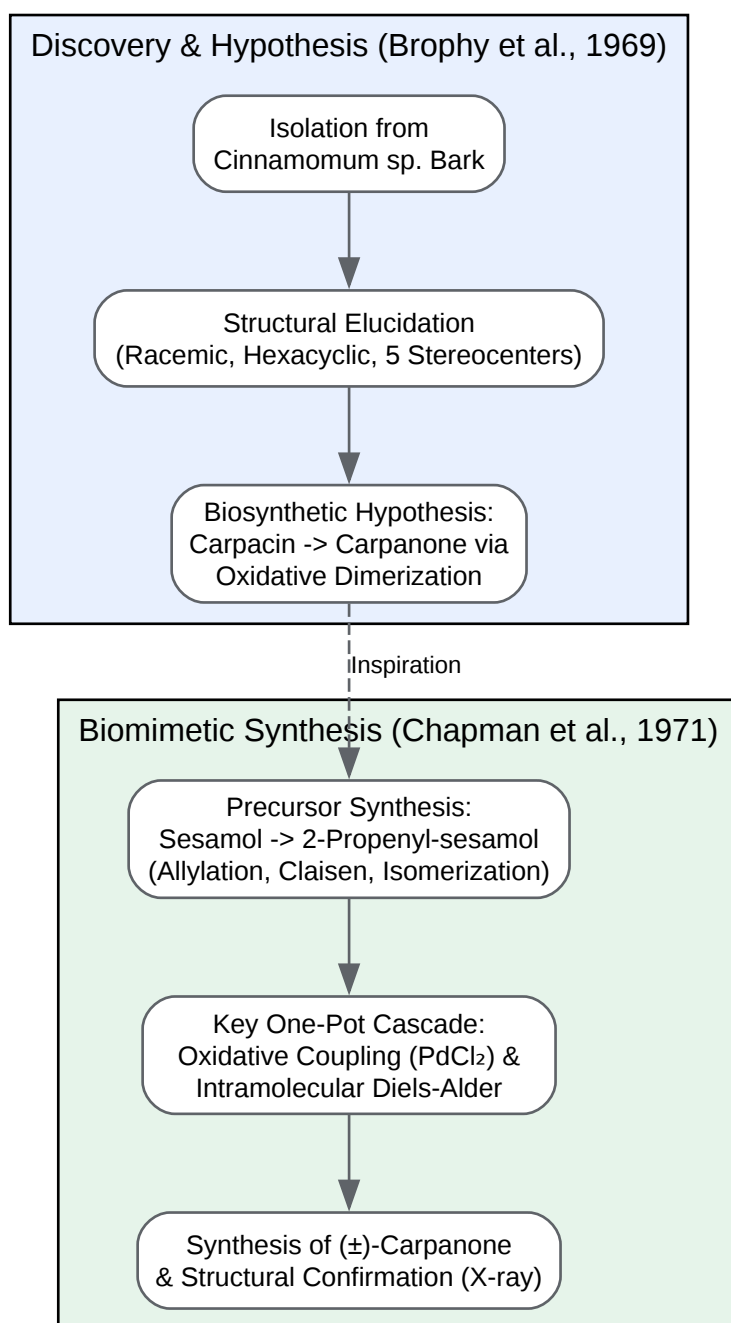 Discovery & Hypothesis (Brophy et al., 1969)
Isolation from
Cinnamomum sp. Bark
Structural Elucidation
(Racemic, Hexacyclic, 5 Stereocenters)
Biosynthetic Hypothesis:
Carpacin -> Carpanone via
Oxidative Dimerization
Inspiration
Biomimetic Synthesis (Chapman et al., 1971)
Precursor Synthesis:
Sesamol -> 2-Propenyl-sesamol
(Allylation, Claisen, Isomerization)
Key One-Pot Cascade:
Oxidative Coupling (PdCl₂) &
Intramolecular Diels-Alder
Synthesis of (±)-Carpanone
& Structural Confirmation (X-ray)